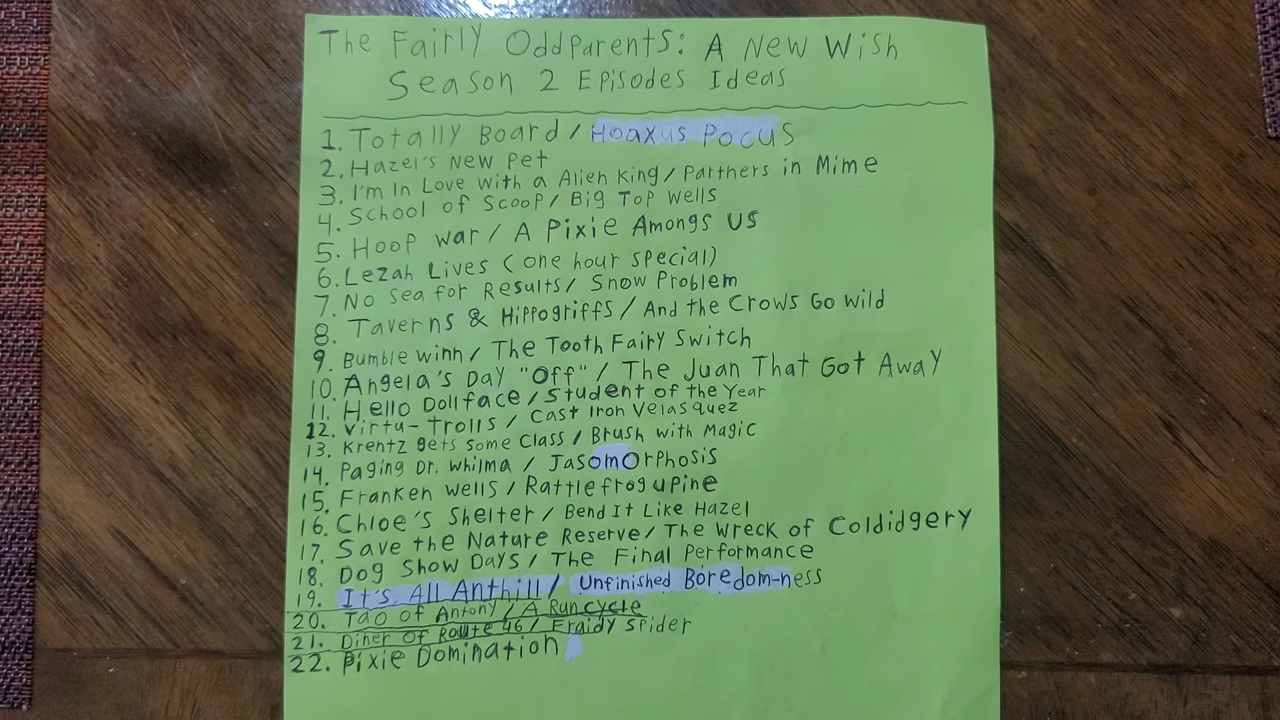 The Fairly Oddparents: A New Wish
Season 2 Episodes Ideas
1. Totally Board / Hoaxus Pocus
2. Hazel's New Pet
3. I'm In Love with a Alien King / Partners in Mime
4. School of Scoop / Big Top Wells
5. Hoop War / A Pixie Amongs Us
6. Lezah Lives (one hour special)
7. No Sea for Results / Snow Problem
8. Taverns & Hippogriffs / And the Crows Go Wild
9. Bumble Winn / The Tooth Fairy Switch
10. Angela's Day "Off" / The Juan That Got Away
11. Hello Dollface / Student of the Year
12. Virtu-Trolls / Cast Iron Velasquez
13. Krentz gets Some Class / Brush with Magic
14. Paging Dr. Whilma / Jasomorphosis
15. Franken Wells / Rattlefrogupine
16. Chloe's Shelter / Bend It Like Hazel
17. Save the Nature Reserve / The Wreck of Coldidgery
18. Dog Show Days / The Final Performance
19. It's All Anthill / Unfinished Boredom-ness
20. Tao of Antony / A Run cycle
21. Diner of Route 46 / Fraidy Spider
22. Pixie Domination